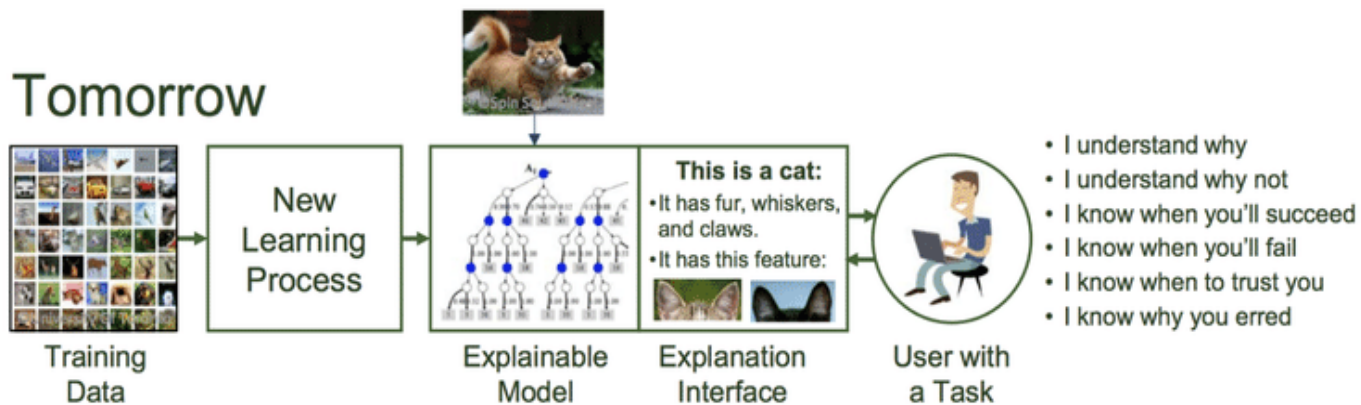 Tomorrow
New
Learning
Process
A₁
This is a cat:
•It has fur, whiskers,
and claws.
•It has this feature:
• I understand why
• I understand why not
• I know when you'll succeed
• I know when you'll fail
• I know when to trust you
• I know why you erred
Training
Data
Explainable
Model
Explanation
Interface
User with
a Task